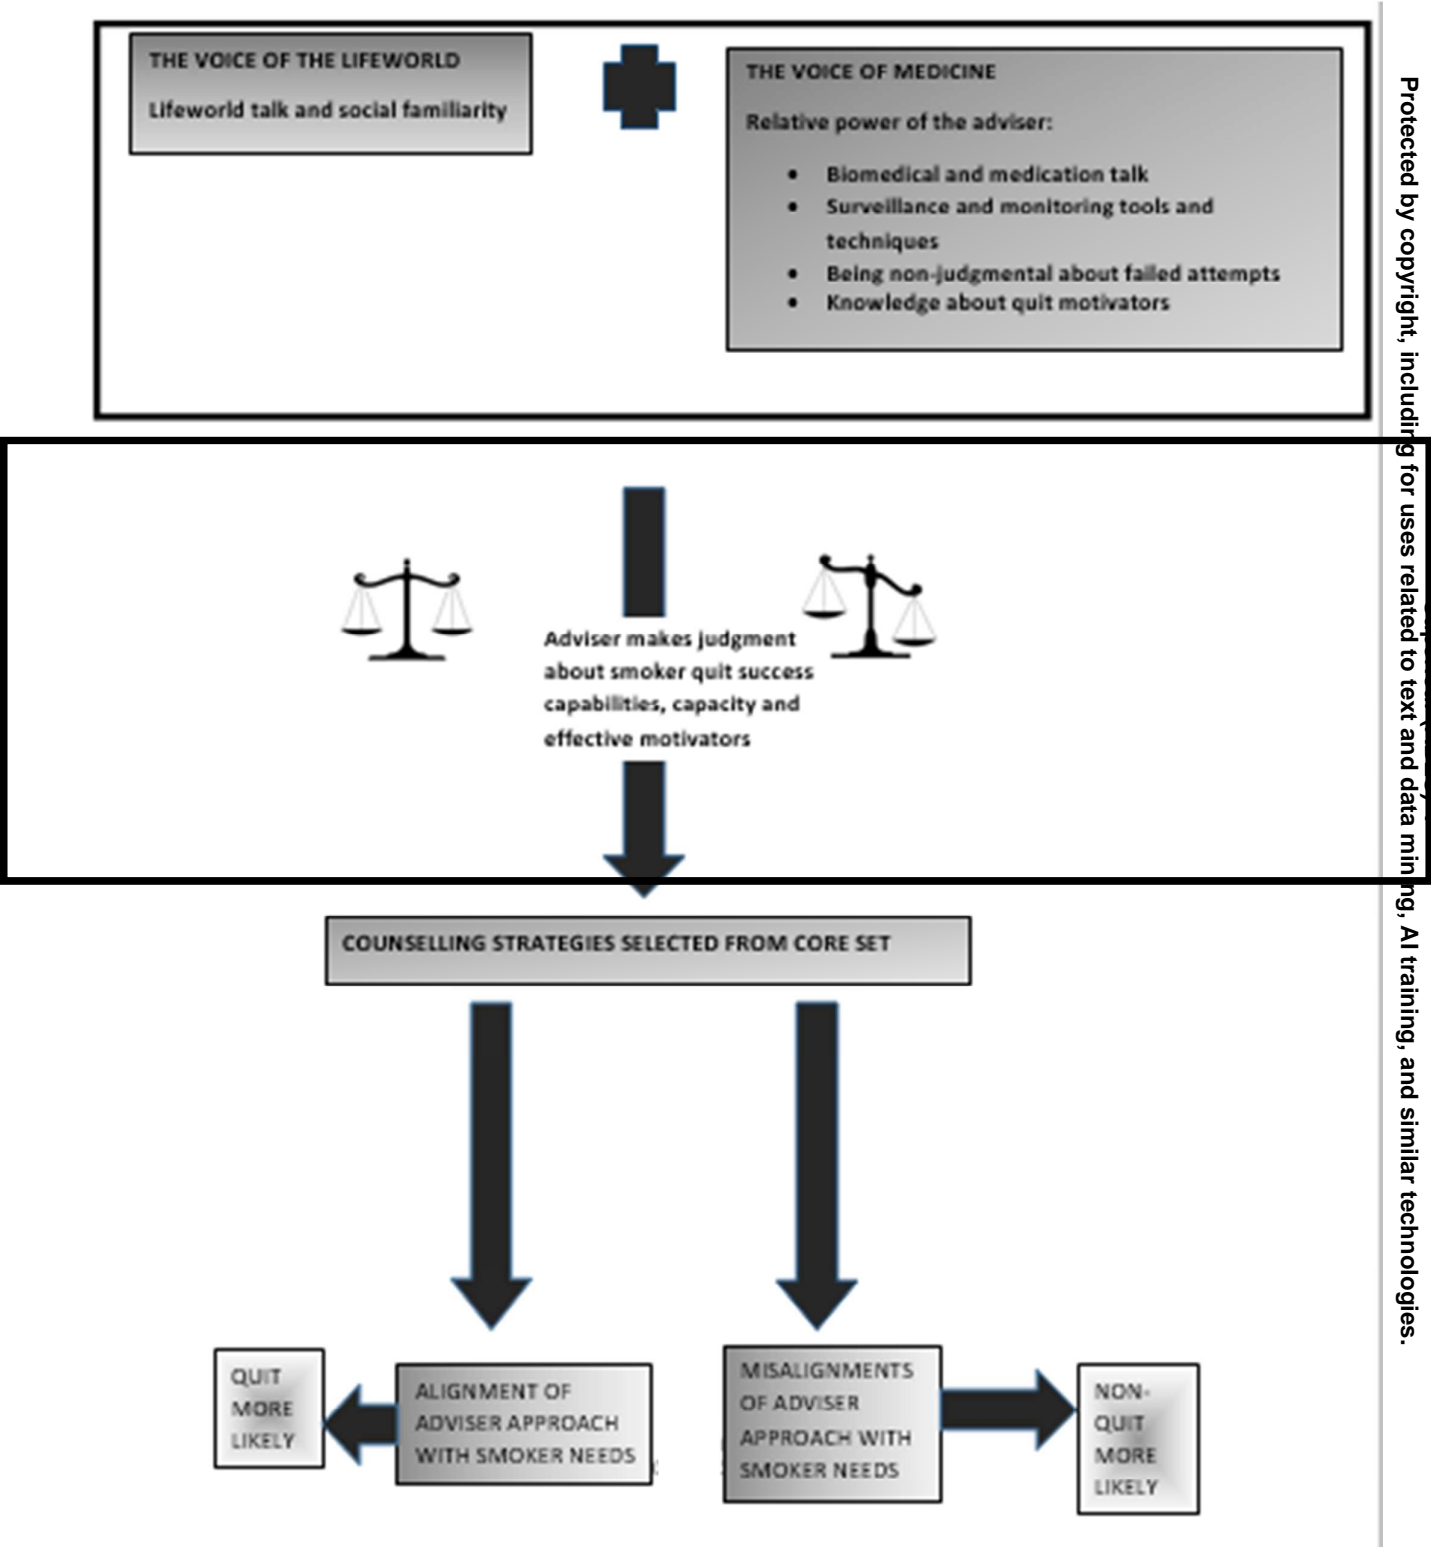 THE VOICE OF THE LIFEWORLD
Lifeworld talk and social familiarity
THE VOICE OF MEDICINE
Relative power of the adviser:
• Biomedical and medication talk
• Surveillance and monitoring tools and
techniques
• Being non-judgmental about failed attempts
• Knowledge about quit motivators
Adviser makes judgment
about smoker quit success
capabilities, capacity and
effective motivators
COUNSELLING STRATEGIES SELECTED FROM CORE SET
QUIT
MORE
LIKELY
ALIGNMENT OF
ADVISER APPROACH
WITH SMOKER NEEDS
MISALIGNMENTS
OF ADVISER
APPROACH WITH
SMOKER NEEDS
NON-
QUIT
MORE
LIKELY
Protected by copyright, including for uses related to text and data mining, AI training, and similar technologies.